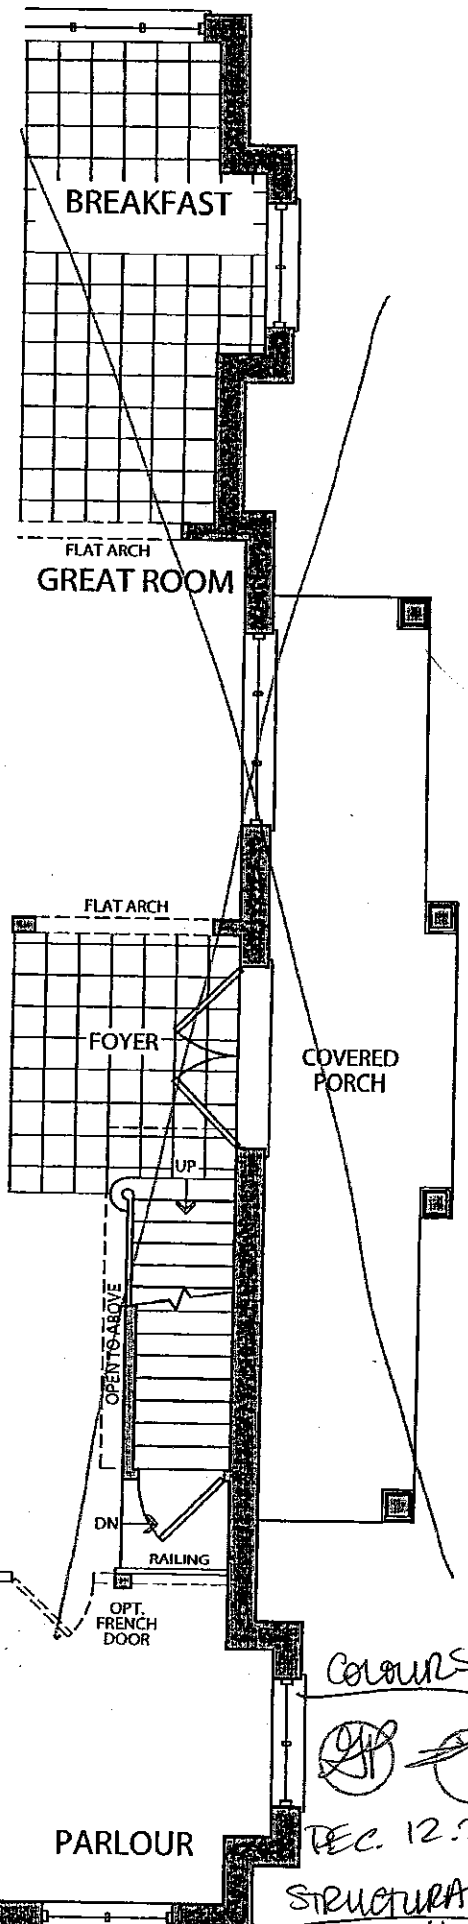 BREAKFAST
FLAT ARCH
GREAT ROOM
FLAT ARCH
FOYER
COVERED
PORCH
UP
OPEN TO ABOVE
DN
RAILING
OPT.
FRENCH
DOOR
COLOURS
PARLOUR
DEC. 12.
STRUCTURA